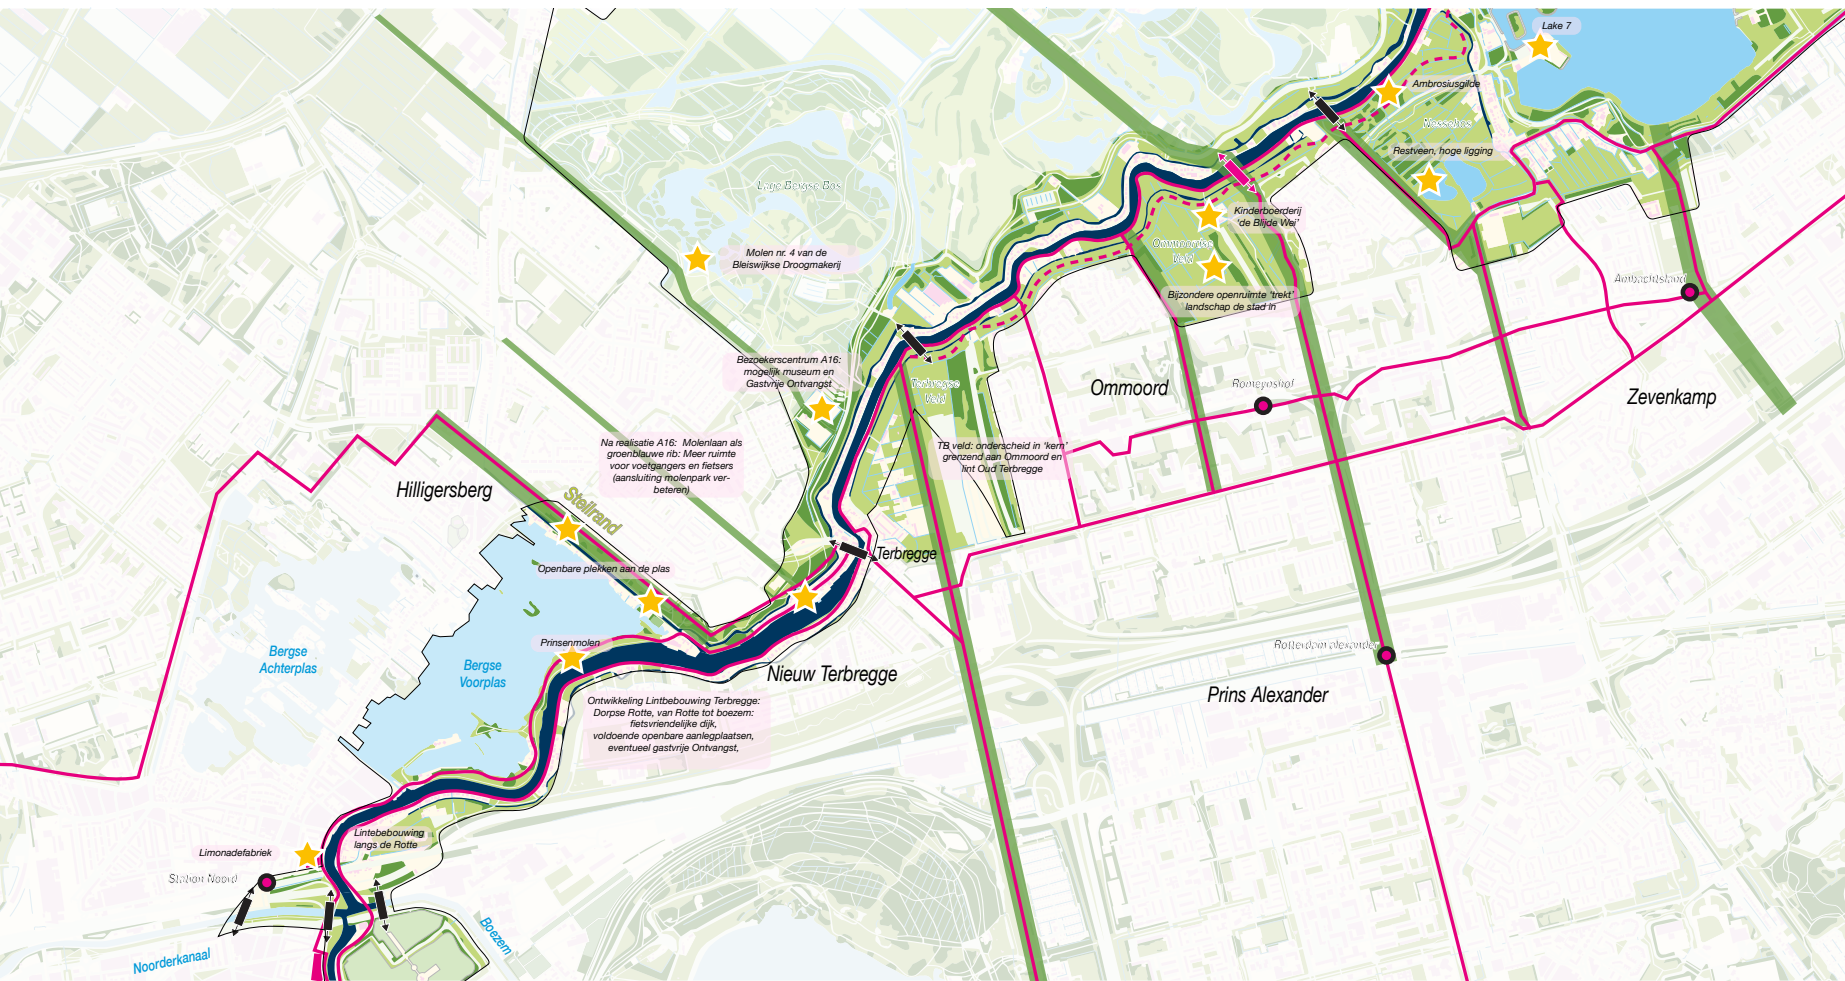 Lake 7
Ambrosiusgilde
Nessebos
Restveen, hoge ligging
Lage Bergse Bos
Kinderboerderij
'de Blijde Wei'
Ommoordse
Veld
Molen nr. 4 van de
Bleiswijkse Droogmakerij
Bijzondere openruimte 'trekt'
landschap de stad in
Ambachtsland
Bezoekerscentrum A16:
mogelijk museum en
Gastvrije Ontvangst
Terbregse
Veld
Ommoord
Romeynshof
Zevenkamp
Na realisatie A16: Molenlaan als
groenblauwe rib: Meer ruimte
voor voetgangers en fietsers
(aansluiting molenpark ver-
beteren)
TB veld: onderscheid in 'kern'
grenzend aan Ommoord en
lint Oud Terbregge
Hilligersberg
Steilrand
Terbregge
Openbare plekken aan de plas
Prinsenmolen
Bergse
Achterplas
Bergse
Voorplas
Nieuw Terbregge
Rotterdam alexander
Prins Alexander
Ontwikkeling Lintbebouwing Terbregge:
Dorpse Rotte, van Rotte tot boezem:
fietsvriendelijke dijk,
voldoende openbare aanlegplaatsen,
eventueel gastvrije Ontvangst,
Lintebebouwing
langs de Rotte
Limonadefabriek
Station Noord
Boezem
Noorderkanaal